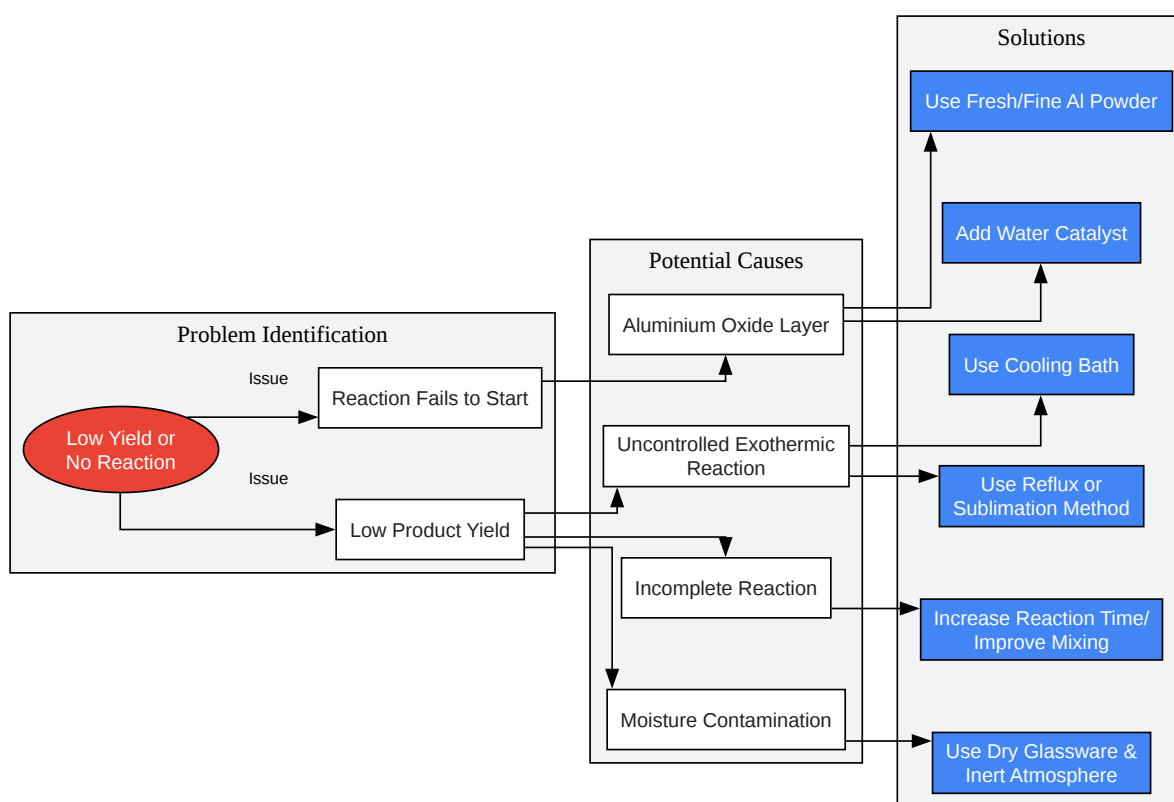 Problem Identification
Low Yield or
No Reaction
Issue
Reaction Fails to Start
Issue
Low Product Yield
Potential Causes
Aluminium Oxide Layer
Uncontrolled Exothermic
Reaction
Incomplete Reaction
Moisture Contamination
Solutions
Use Fresh/Fine Al Powder
Add Water Catalyst
Use Cooling Bath
Use Reflux or
Sublimation Method
Increase Reaction Time/
Improve Mixing
Use Dry Glassware &
Inert Atmosphere